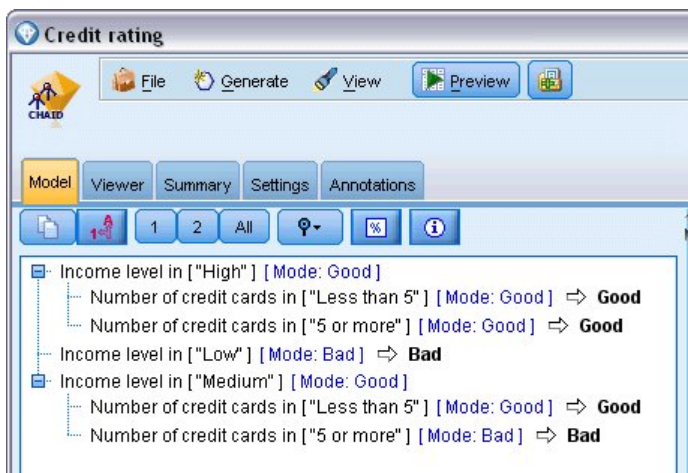 Credit rating
CHAID
File Generate View Preview
Model Viewer Summary Settings Annotations
1 2 All %
Income level in ["High"] [Mode: Good]
Number of credit cards in ["Less than 5"] [Mode: Good] ⇨ Good
Number of credit cards in ["5 or more"] [Mode: Good] ⇨ Good
Income level in ["Low"] [Mode: Bad] ⇨ Bad
Income level in ["Medium"] [Mode: Good]
Number of credit cards in ["Less than 5"] [Mode: Good] ⇨ Good
Number of credit cards in ["5 or more"] [Mode: Bad] ⇨ Bad